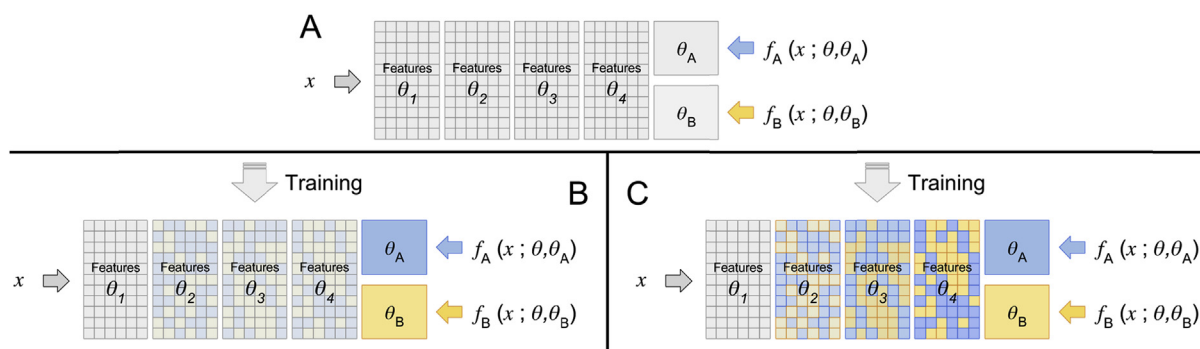 A
x
Features
θ1
Features
θ2
Features
θ3
Features
θ4
θA
θB
fA (x ; θ,θA)
fB (x ; θ,θB)
Training
B
x
Features
θ1
Features
θ2
Features
θ3
Features
θ4
θA
θB
fA (x ; θ,θA)
fB (x ; θ,θB)
C
Training
x
Features
θ1
Features
θ2
Features
θ3
Features
θ4
θA
θB
fA (x ; θ,θA)
fB (x ; θ,θB)